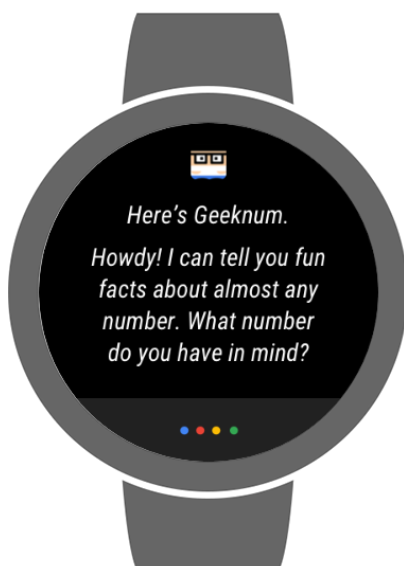 Here’s Geeknum.
Howdy! I can tell you fun
facts about almost any
number. What number
do you have in mind?